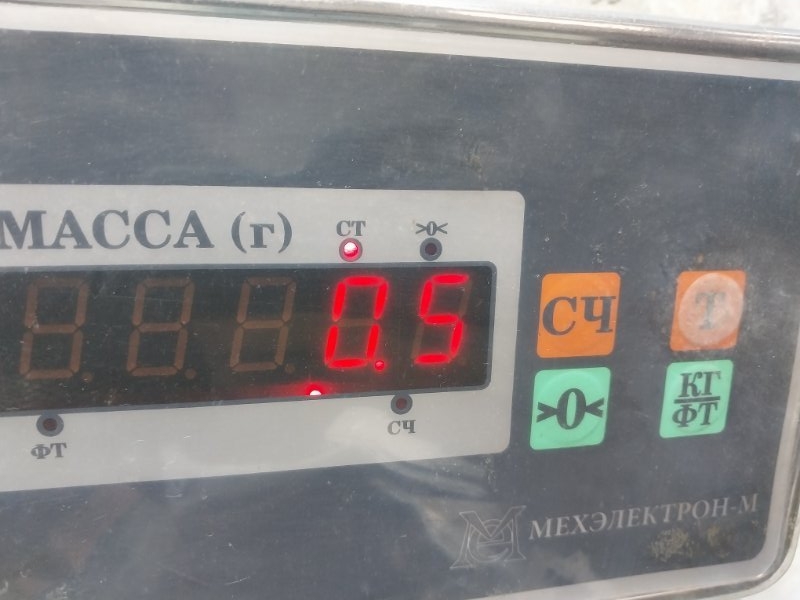 МАССА (г)
СТ
>0<
0.5
ФТ
СЧ
СЧ
Т
>0<
КГ
ФТ
МЕХЭЛЕКТРОН-М